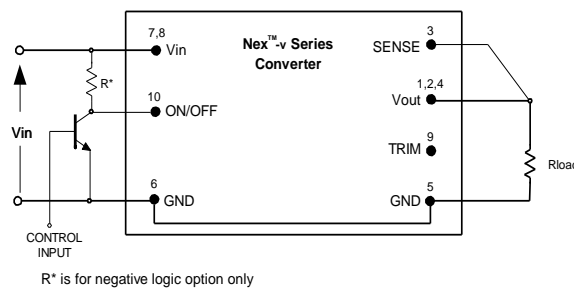 7,8
Vin
Nex™-v Series
Converter
3
SENSE
R*
10
ON/OFF
1,2,4
Vout
Vin
9
TRIM
Rload
6
GND
5
GND
CONTROL
INPUT
R* is for negative logic option only